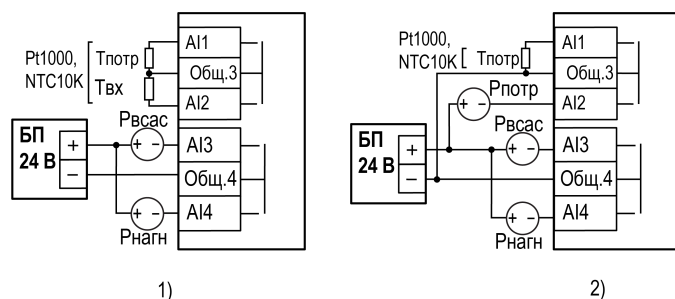 Pt1000,
NTC10K
Tпотр
Tвх
AI1
Общ.3
AI2
Pвсас
БП
24 В
+
−
+ −
AI3
Общ.4
AI4
+ −
Pнагн
1)
Pt1000,
NTC10K
Tпотр
AI1
Общ.3
AI2
Pпотр
+ −
Pвсас
БП
24 В
+
−
+ −
AI3
Общ.4
AI4
+ −
Pнагн
2)